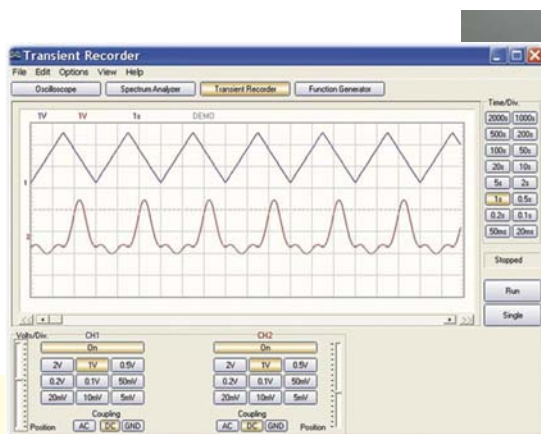 Transient Recorder
File Edit Options View Help
Oscilloscope Spectrum Analyzer Transient Recorder Function Generator
1V 1V 1s DEMO
Time/Div.
2000s 1000s
500s 200s
100s 50s
20s 10s
5s 2s
1s 0.5s
0.2s 0.1s
50ms 20ms
1
2
Stopped
Run
Single
Volts/Div. CH1 CH2
On On
2V 1V 0.5V 2V 1V 0.5V
0.2V 0.1V 50mV 0.2V 0.1V 50mV
20mV 10mV 5mV 20mV 10mV 5mV
Coupling Coupling
Position AC DC GND AC DC GND Position